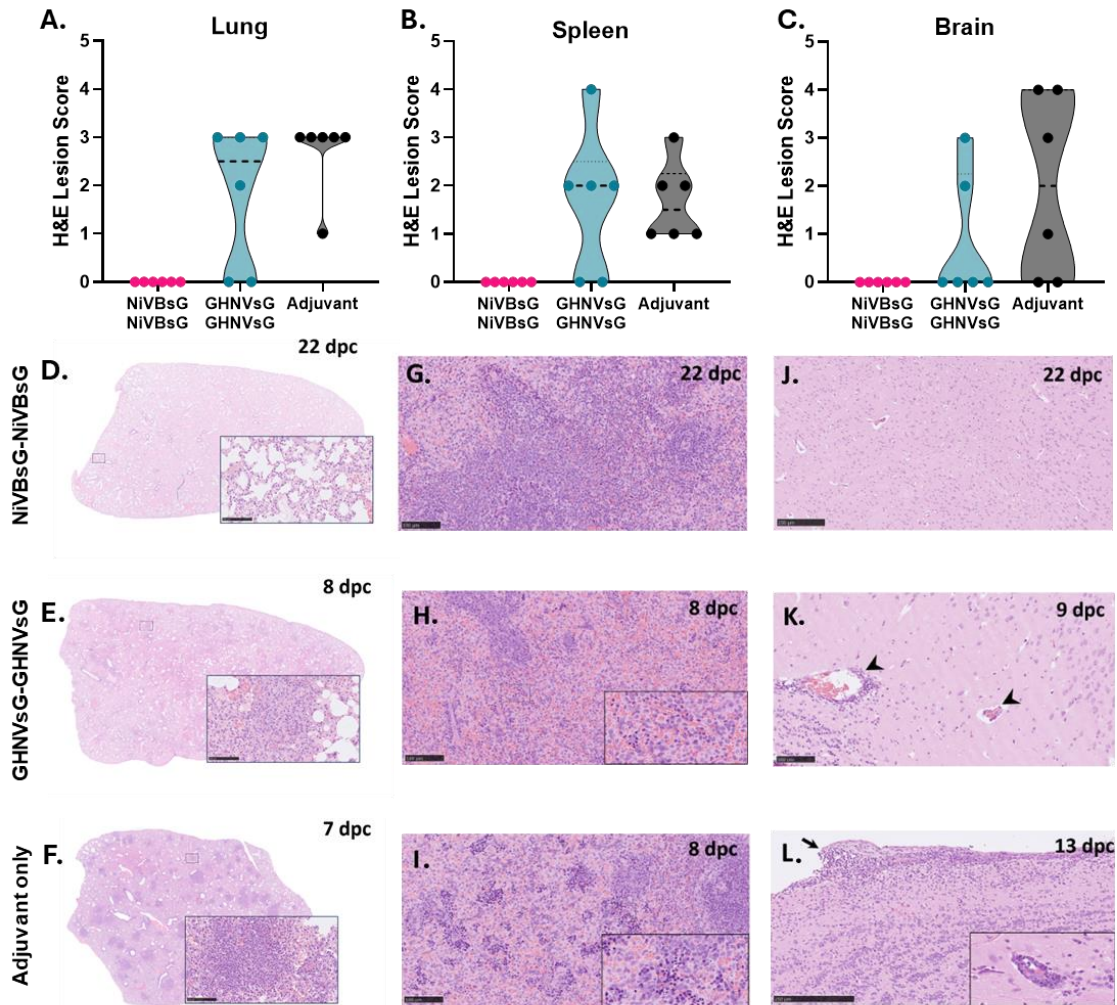 A.
Lung
H&E Lesion Score
5
4
3
2
1
0
NiVBsG
NiVBsG
GHNVsG
GHNVsG
Adjuvant
B.
Spleen
H&E Lesion Score
5
4
3
2
1
0
NiVBsG
NiVBsG
GHNVsG
GHNVsG
Adjuvant
C.
Brain
H&E Lesion Score
5
4
3
2
1
0
NiVBsG
NiVBsG
GHNVsG
GHNVsG
Adjuvant
NiVBsG-NiVBsG
D.
22 dpc
G.
22 dpc
J.
22 dpc
GHNVsG-GHNVsG
E.
8 dpc
H.
8 dpc
K.
9 dpc
Adjuvant only
F.
7 dpc
I.
8 dpc
L.
13 dpc